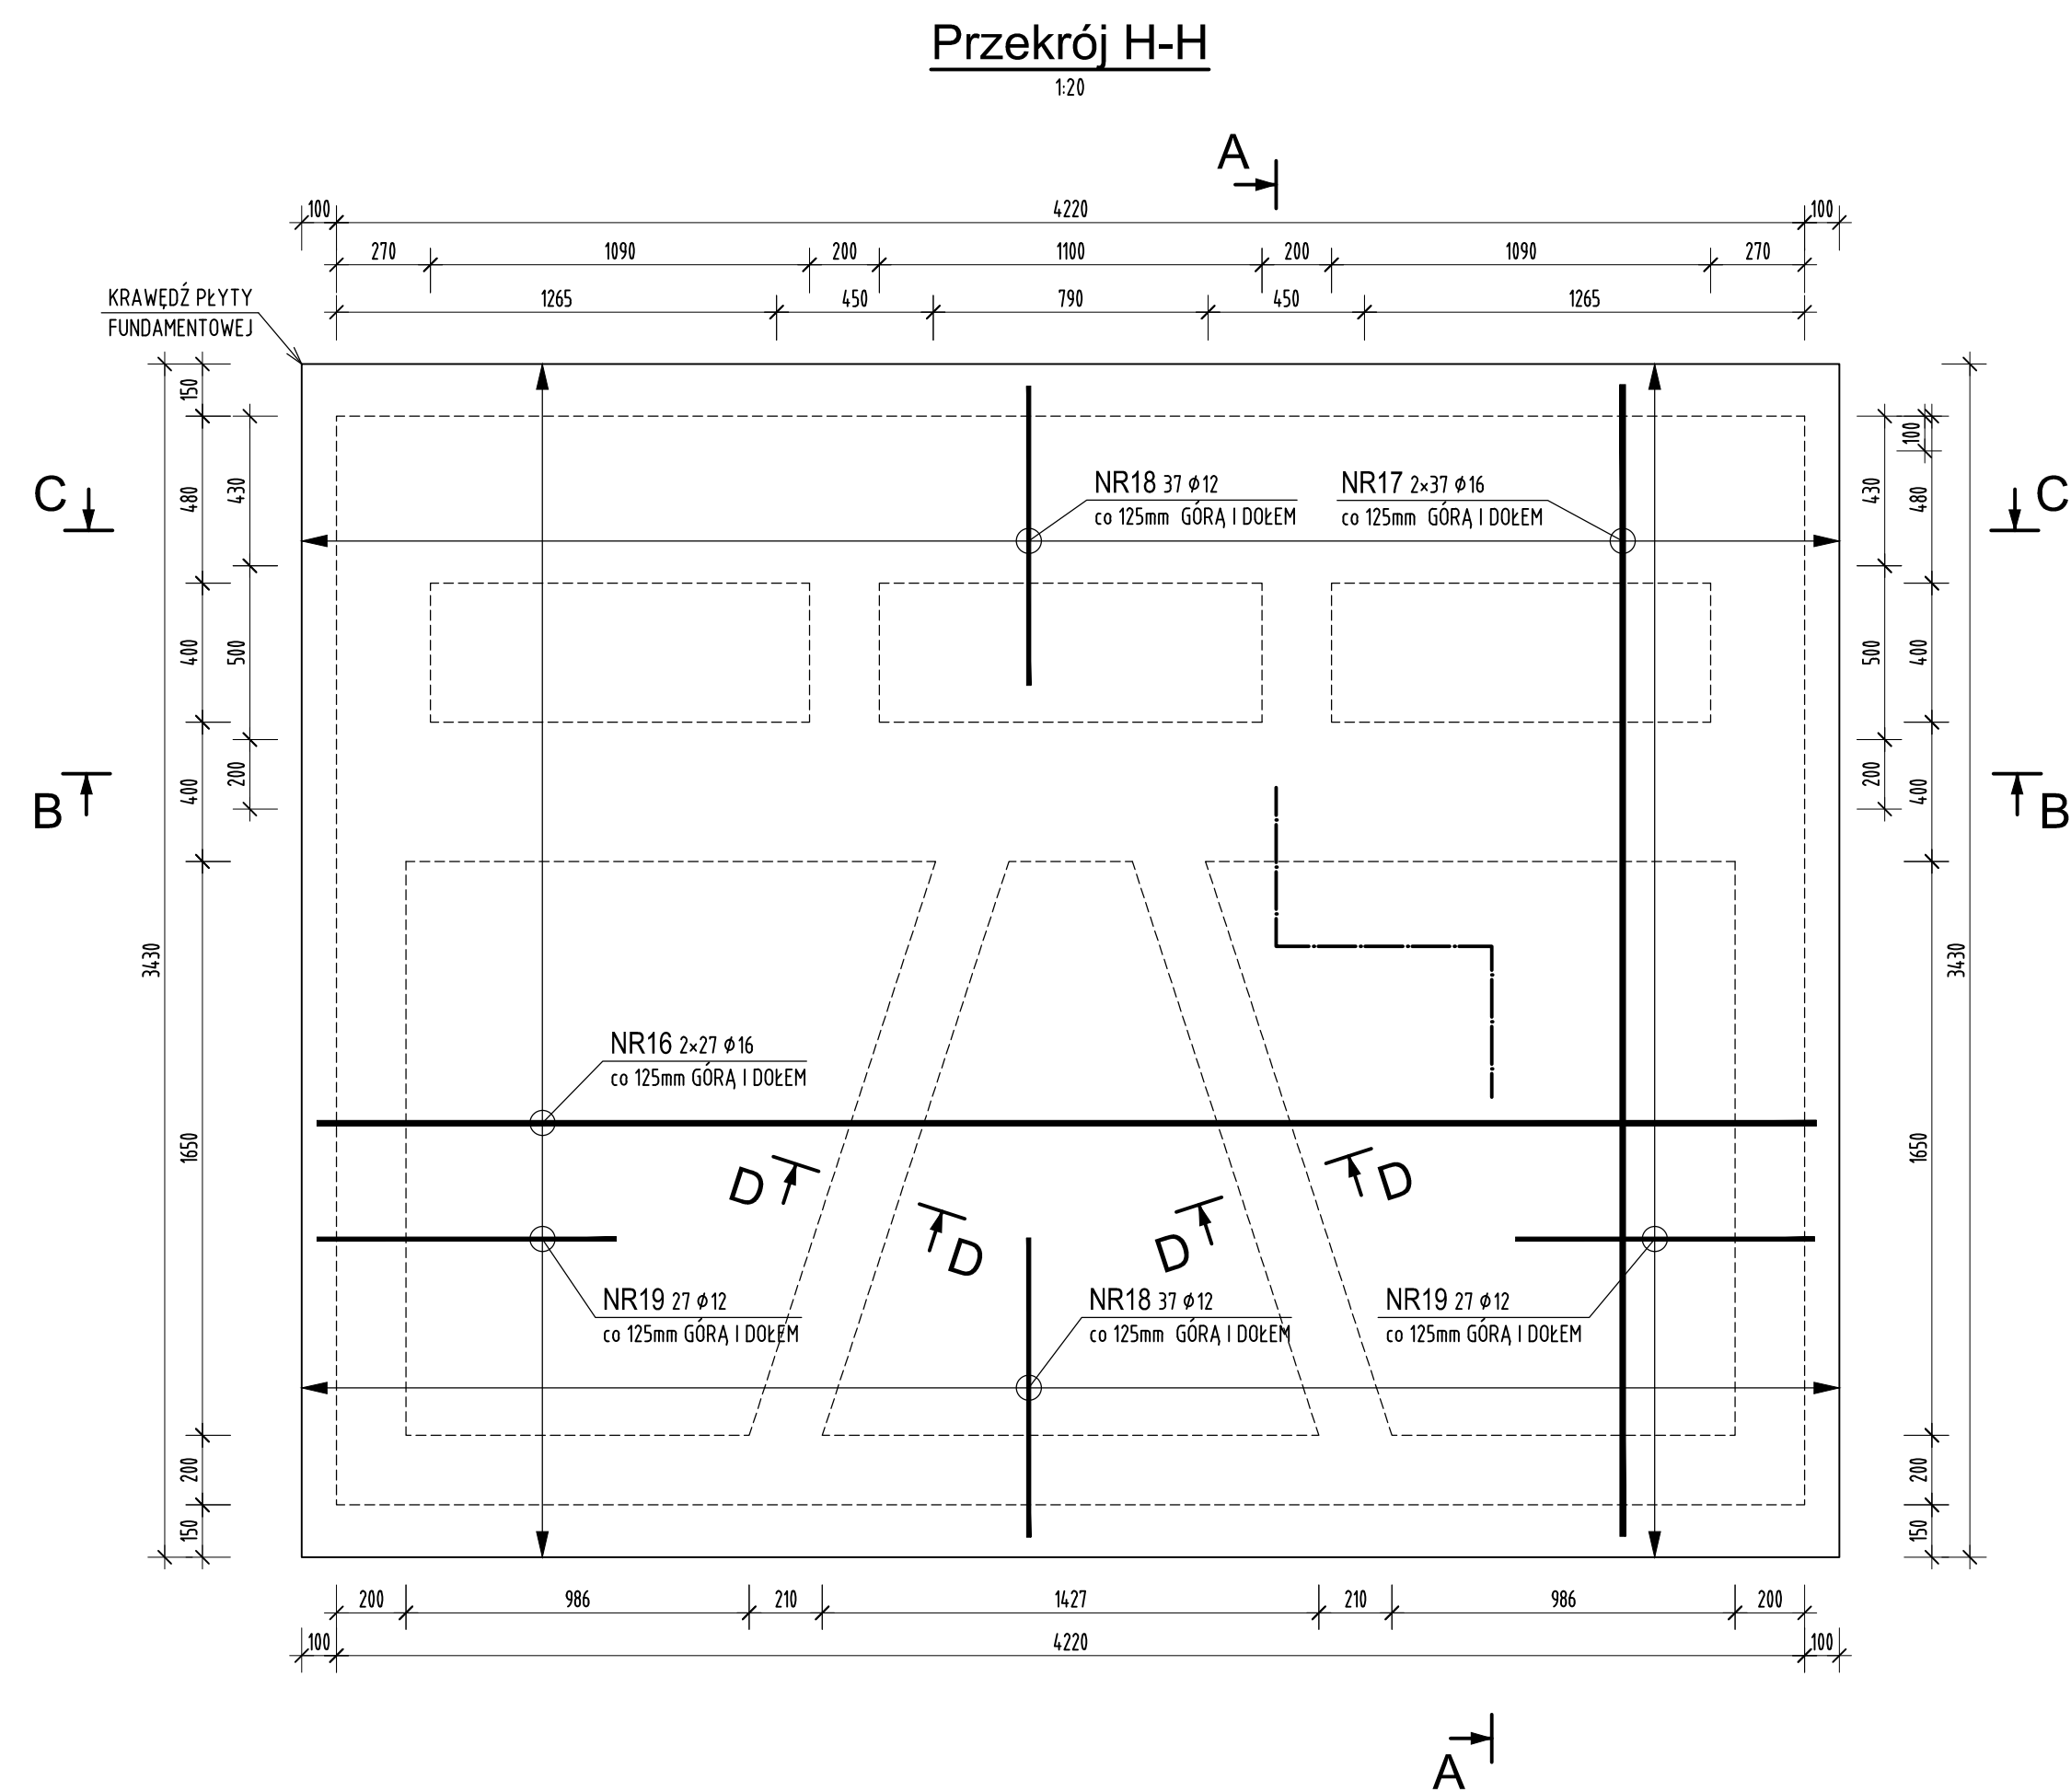 Przekrój H-H
1:20
A
100 4220 100
270 1090 200 1100 200 1090 270
1265 450 790 450 1265
KRAWĘDŹ PŁYTY
FUNDAMENTOWEJ
150
480
400
400
1650
200
150
430
500
200
3430
C
B
NR18 37 ϕ12
co 125mm GÓRĄ I DOŁEM
NR17 2×37 ϕ16
co 125mm GÓRĄ I DOŁEM
430
500
200
100
480
400
400
1650
200
150
3430
C
B
NR16 2×27 ϕ16
co 125mm GÓRĄ I DOŁEM
D
D
D
D
NR19 27 ϕ12
co 125mm GÓRĄ I DOŁEM
NR18 37 ϕ12
co 125mm GÓRĄ I DOŁEM
NR19 27 ϕ12
co 125mm GÓRĄ I DOŁEM
200 986 210 1427 210 986 200
100 4220 100
A